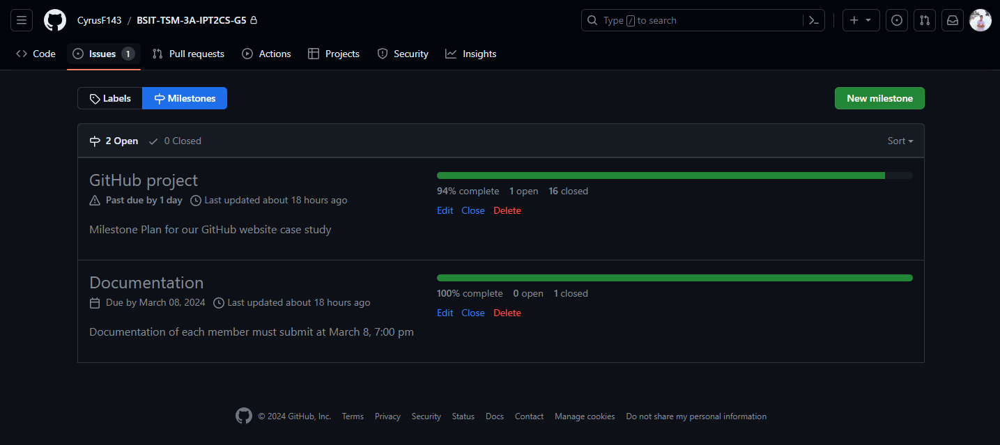 CyrusF143 / BSIT-TSM-3A-IPT2CS-G5
Type / to search
Code Issues 1 Pull requests Actions Projects Security Insights
Labels Milestones
New milestone
2 Open 0 Closed
Sort
GitHub project
Past due by 1 day Last updated about 18 hours ago
Milestone Plan for our GitHub website case study
94% complete 1 open 16 closed
Edit Close Delete
Documentation
Due by March 08, 2024 Last updated about 18 hours ago
Documentation of each member must submit at March 8, 7:00 pm
100% complete 0 open 1 closed
Edit Close Delete
© 2024 GitHub, Inc. Terms Privacy Security Status Docs Contact Manage cookies Do not share my personal information